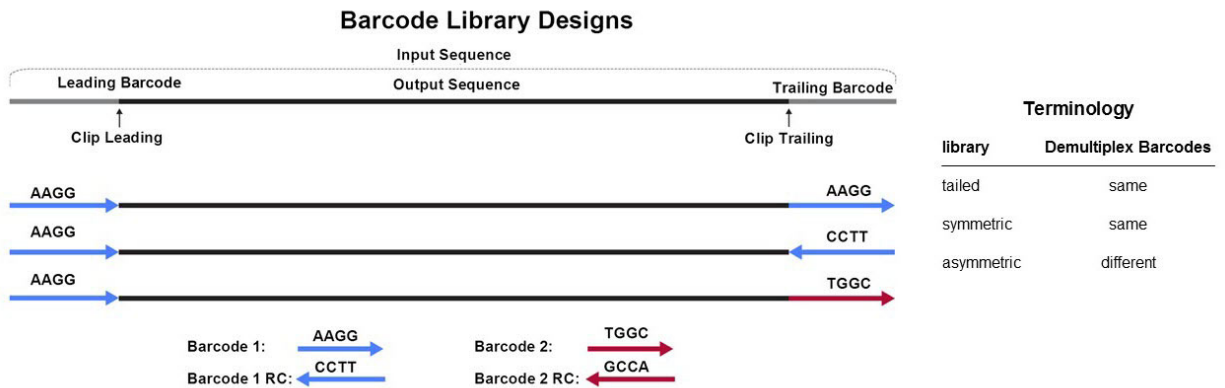 Barcode Library Designs
Input Sequence
Leading Barcode
Output Sequence
Trailing Barcode
Clip Leading
Clip Trailing
AAGG
AAGG
AAGG
CCTT
AAGG
TGGC
Barcode 1:
AAGG
Barcode 2:
TGGC
Barcode 1 RC:
CCTT
Barcode 2 RC:
GCCA
Terminology
library Demultiplex Barcodes
tailed same
symmetric same
asymmetric different